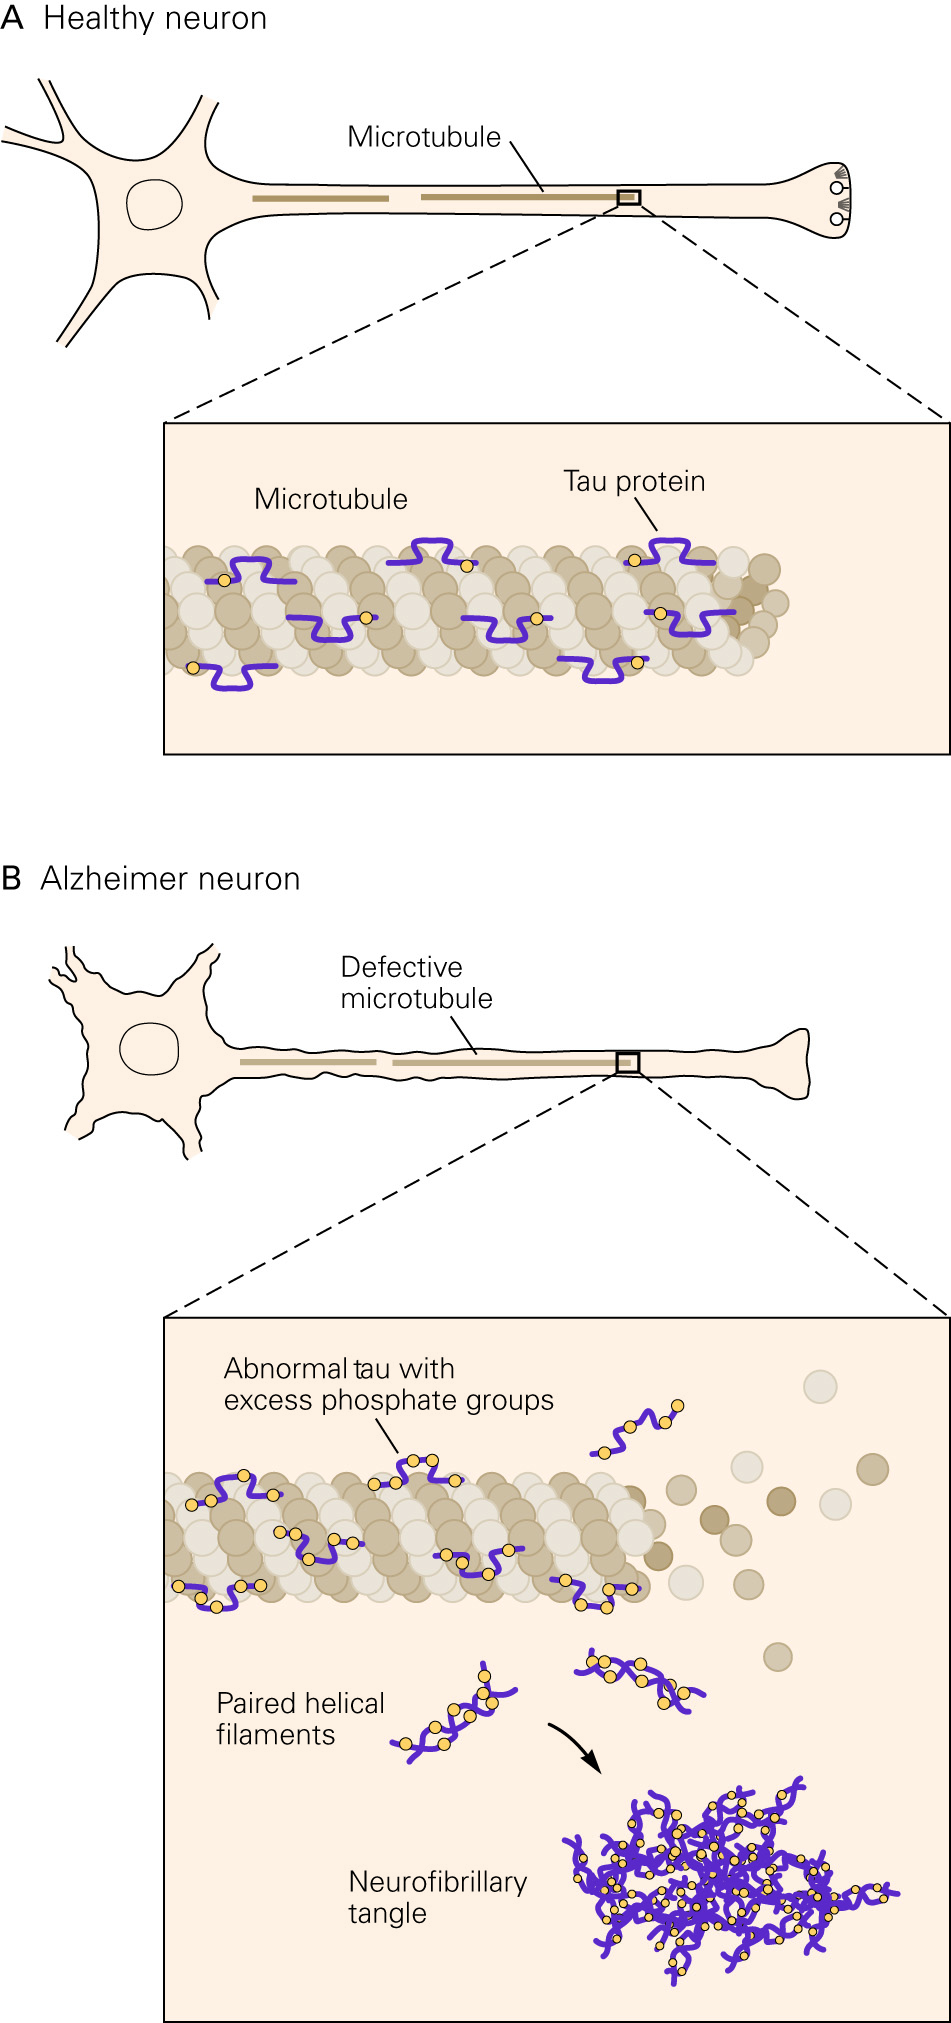 A Healthy neuron
Microtubule
Microtubule
Tau protein
B Alzheimer neuron
Defective
microtubule
Abnormal tau with
excess phosphate groups
Paired helical
filaments
Neurofibrillary
tangle